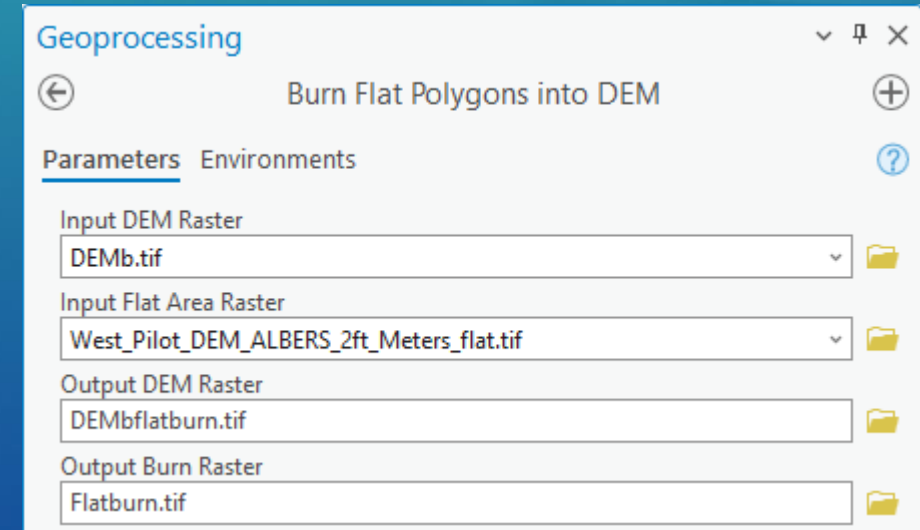 Geoprocessing
Burn Flat Polygons into DEM
Parameters Environments
Input DEM Raster
DEMb.tif
Input Flat Area Raster
West_Pilot_DEM_ALBERS_2ft_Meters_flat.tif
Output DEM Raster
DEMbflatburn.tif
Output Burn Raster
Flatburn.tif